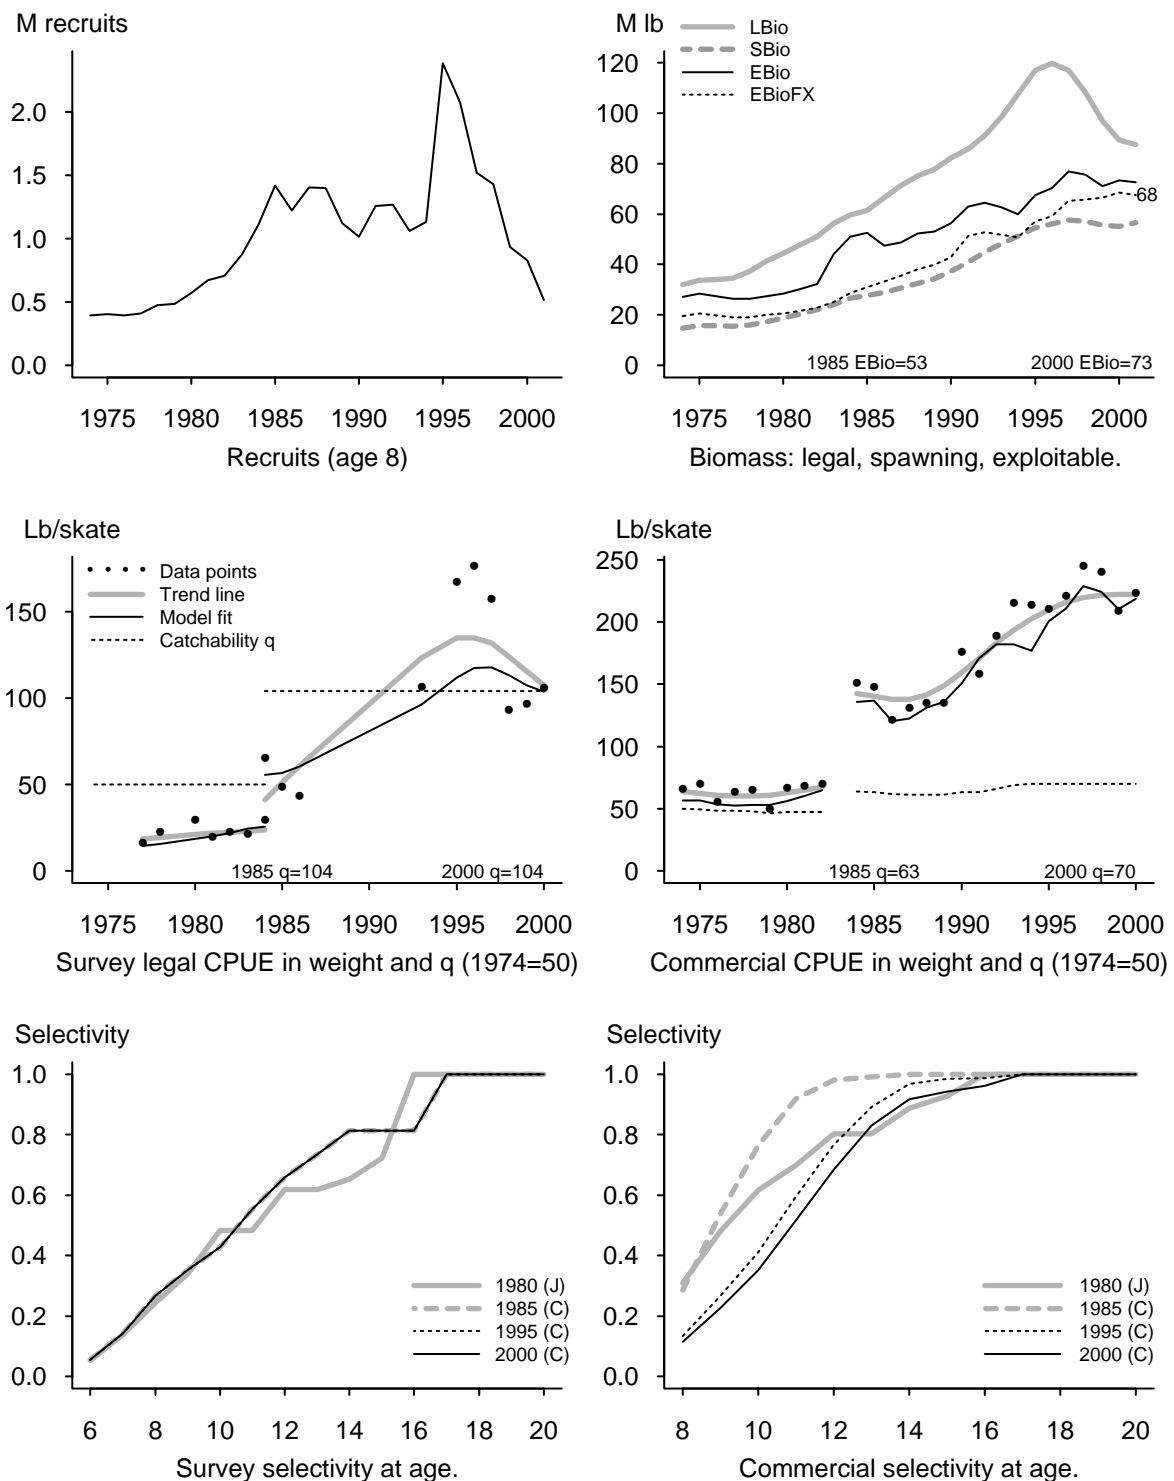 M recruits
2.0
1.5
1.0
0.5
0.0
1975 1980 1985 1990 1995 2000
Recruits (age 8)
M lb
LBio
SBio
EBio
EBioFX
120
100
80
60
40
20
0
68
1985 EBio=53 2000 EBio=73
1975 1980 1985 1990 1995 2000
Biomass: legal, spawning, exploitable.
Lb/skate
Data points
Trend line
Model fit
Catchability q
150
100
50
0
1985 q=104 2000 q=104
1975 1980 1985 1990 1995 2000
Survey legal CPUE in weight and q (1974=50)
Lb/skate
250
200
150
100
50
0
1985 q=63 2000 q=70
1975 1980 1985 1990 1995 2000
Commercial CPUE in weight and q (1974=50)
Selectivity
1.0
0.8
0.6
0.4
0.2
0.0
1980 (J)
1985 (C)
1995 (C)
2000 (C)
6 8 10 12 14 16 18 20
Survey selectivity at age.
Selectivity
1.0
0.8
0.6
0.4
0.2
0.0
1980 (J)
1985 (C)
1995 (C)
2000 (C)
8 10 12 14 16 18 20
Commercial selectivity at age.